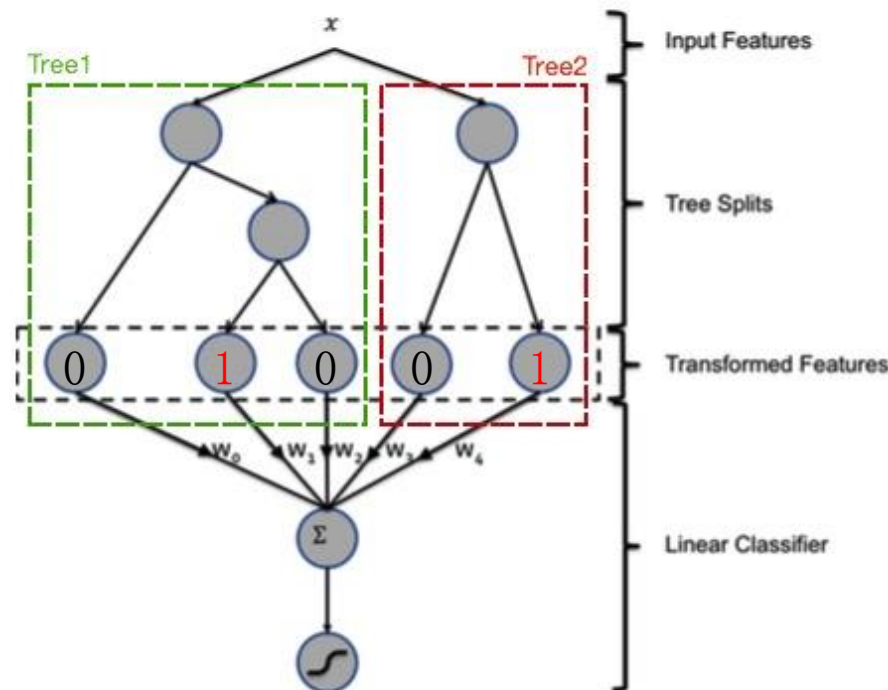 x
Input Features
Tree1
Tree2
Tree Splits
0 1 0 0 1
Transformed Features
W₀ W₁ W₂ W₃ W₄
Σ
Linear Classifier